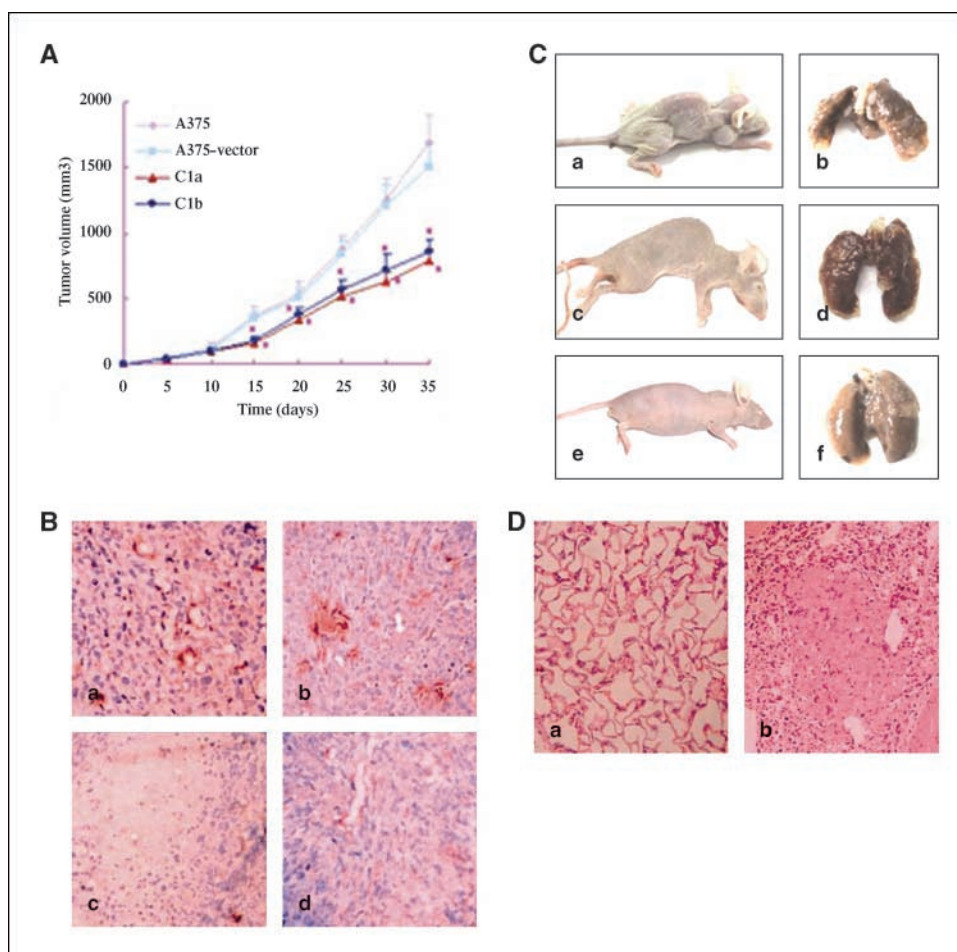 A
2000
1500
1000
500
0
Tumor volume (mm3)
A375
A375-vector
C1a
C1b
0 5 10 15 20 25 30 35
Time (days)
C
a b
c d
e f
B
a b
c d
D
a b